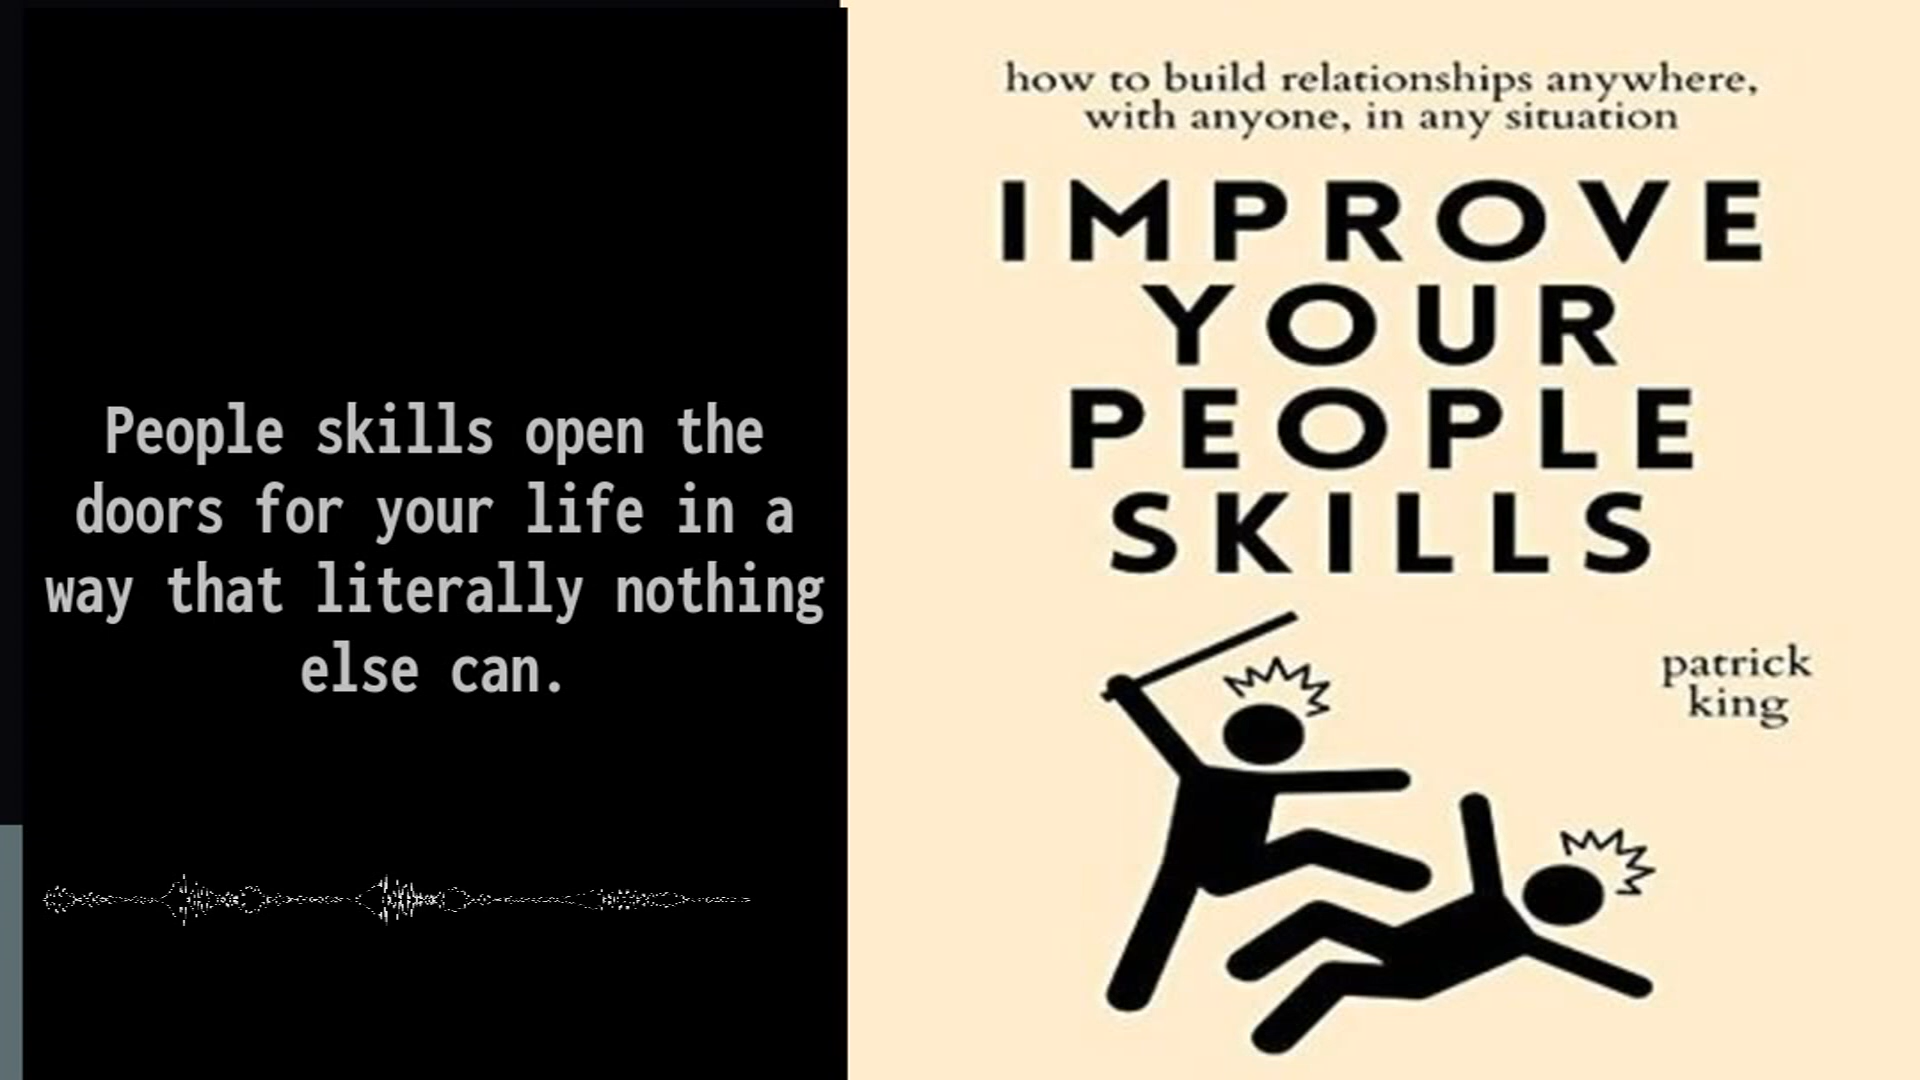 People skills open the
doors for your life in a
way that literally nothing
else can.
how to build relationships anywhere,
with anyone, in any situation
IMPROVE
YOUR
PEOPLE
SKILLS
patrick
king